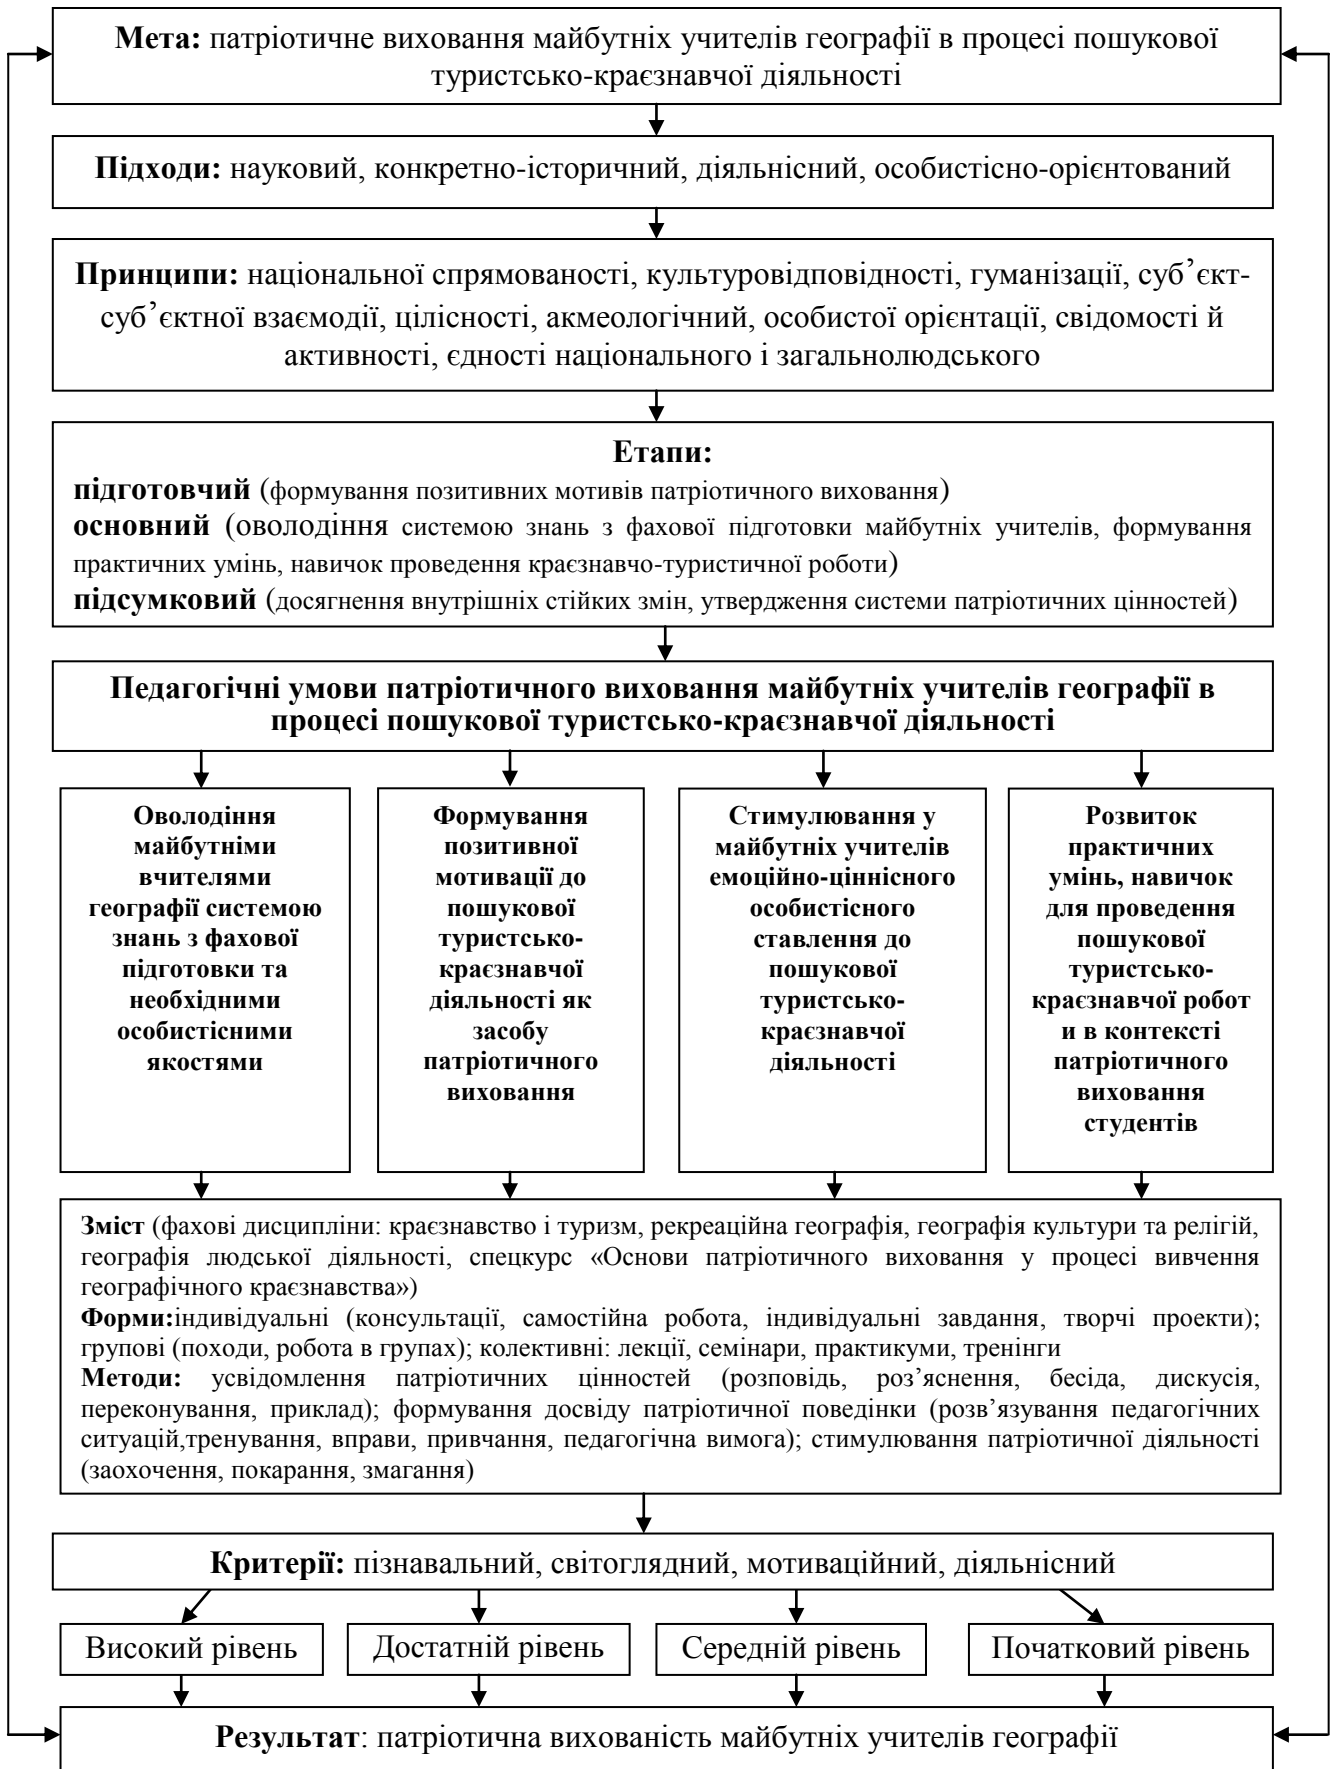 Мета: патріотичне виховання майбутніх учителів географії в процесі пошукової
туристсько-краєзнавчої діяльності
Підходи: науковий, конкретно-історичний, діяльнісний, особистісно-орієнтований
Принципи: національної спрямованості, культуровідповідності, гуманізації, суб’єкт-
суб’єктної взаємодії, цілісності, акмеологічний, особистої орієнтації, свідомості й
активності, єдності національного і загальнолюдського
Етапи:
підготовчий (формування позитивних мотивів патріотичного виховання)
основний (оволодіння системою знань з фахової підготовки майбутніх учителів, формування
практичних умінь, навичок проведення краєзнавчо-туристичної роботи)
підсумковий (досягнення внутрішніх стійких змін, утвердження системи патріотичних цінностей)
Педагогічні умови патріотичного виховання майбутніх учителів географії в
процесі пошукової туристсько-краєзнавчої діяльності
Оволодіння
майбутніми
вчителями
географії системою
знань з фахової
підготовки та
необхідними
особистісними
якостями
Формування
позитивної
мотивації до
пошукової
туристсько-
краєзнавчої
діяльності як
засобу
патріотичного
виховання
Стимулювання у
майбутніх учителів
емоційно-ціннісного
особистісного
ставлення до
пошукової
туристсько-
краєзнавчої
діяльності
Розвиток
практичних
умінь, навичок
для проведення
пошукової
туристсько-
краєзнавчої робот
и в контексті
патріотичного
виховання
студентів
Зміст (фахові дисципліни: краєзнавство і туризм, рекреаційна географія, географія культури та релігій,
географія людської діяльності, спецкурс «Основи патріотичного виховання у процесі вивчення
географічного краєзнавства»)
Форми:індивідуальні (консультації, самостійна робота, індивідуальні завдання, творчі проекти);
групові (походи, робота в групах); колективні: лекції, семінари, практикуми, тренінги
Методи: усвідомлення патріотичних цінностей (розповідь, роз’яснення, бесіда, дискусія,
переконування, приклад); формування досвіду патріотичної поведінки (розв’язування педагогічних
ситуацій,тренування, вправи, привчання, педагогічна вимога); стимулювання патріотичної діяльності
(заохочення, покарання, змагання)
Критерії: пізнавальний, світоглядний, мотиваційний, діяльнісний
Високий рівень
Достатній рівень
Середній рівень
Початковий рівень
Результат: патріотична вихованість майбутніх учителів географії